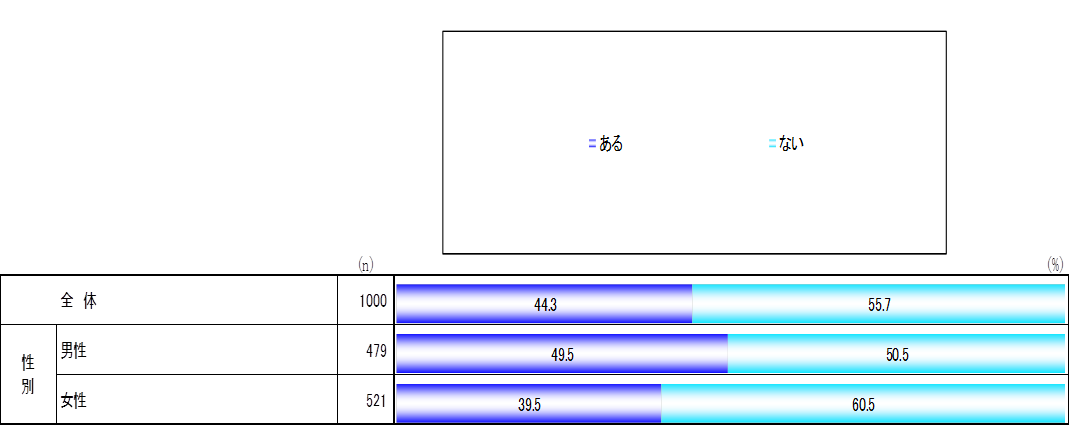 ある ない
(n) (%)
全 体 1000 44.3 55.7
性別
男性 479 49.5 50.5
女性 521 39.5 60.5